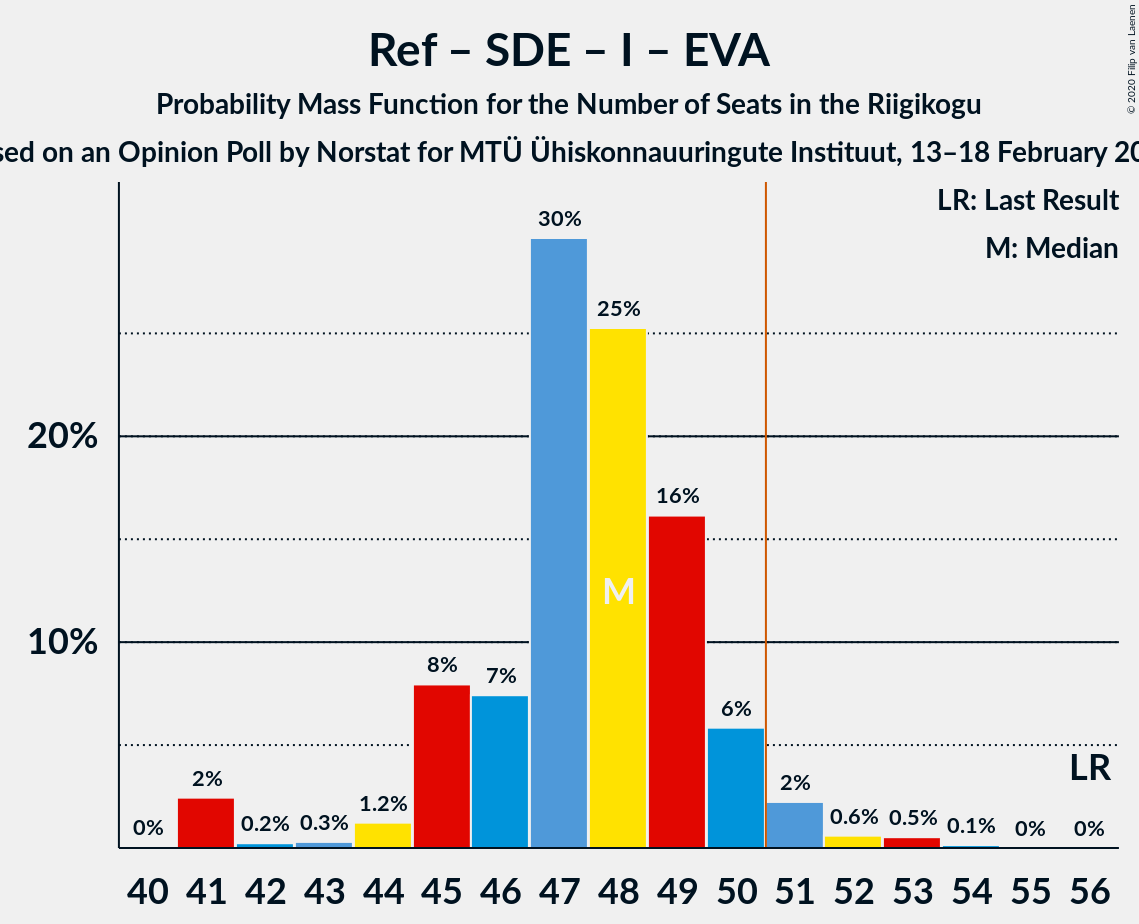 Ref – SDE – I – EVA
Probability Mass Function for the Number of Seats in the Riigikogu
on an Opinion Poll by Norstat for MTÜ Ühiskonnauuringute Instituut, 13–18 February
LR: Last Result
M: Median
© 2020 Filip van Laenen
30%
25%
20%
16%
M
10%
8%
7%
6%
LR
2%
2%
1.2%
0%
0.2%
0.3%
0.6%
0.5%
0.1%
0%
0%
40 41 42 43 44 45 46 47 48 49 50 51 52 53 54 55 56